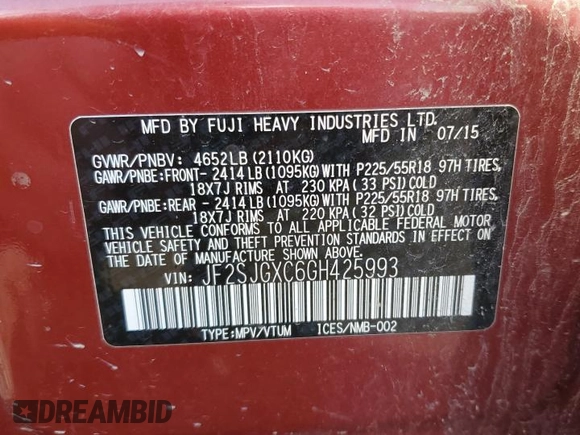 MFD BY FUJI HEAVY INDUSTRIES LTD.
MFD IN 07/15
GVWR/PNBV: 4652LB (2110KG)
GAWR/PNBE:FRONT- 2414LB(1095KG)WITH P225/55R18 97H TIRES,
18X7J RIMS AT 230 KPA(33 PSI)COLD
GAWR/PNBE:REAR - 2414LB(1095KG)WITH P225/55R18 97H TIRES,
18X7J RIMS AT 220 KPA(32 PSI)COLD
THIS VEHICLE CONFORMS TO ALL APPLICABLE FEDERAL MOTOR
VEHICLE SAFETY AND THEFT PREVENTION STANDARDS IN EFFECT ON
THE DATE OF MANUFACTURE SHOWN ABOVE.
VIN: JF2SJGXC6GH425993
TYPE:MPV/VTUM ICES/NMB-002
DREAMBID